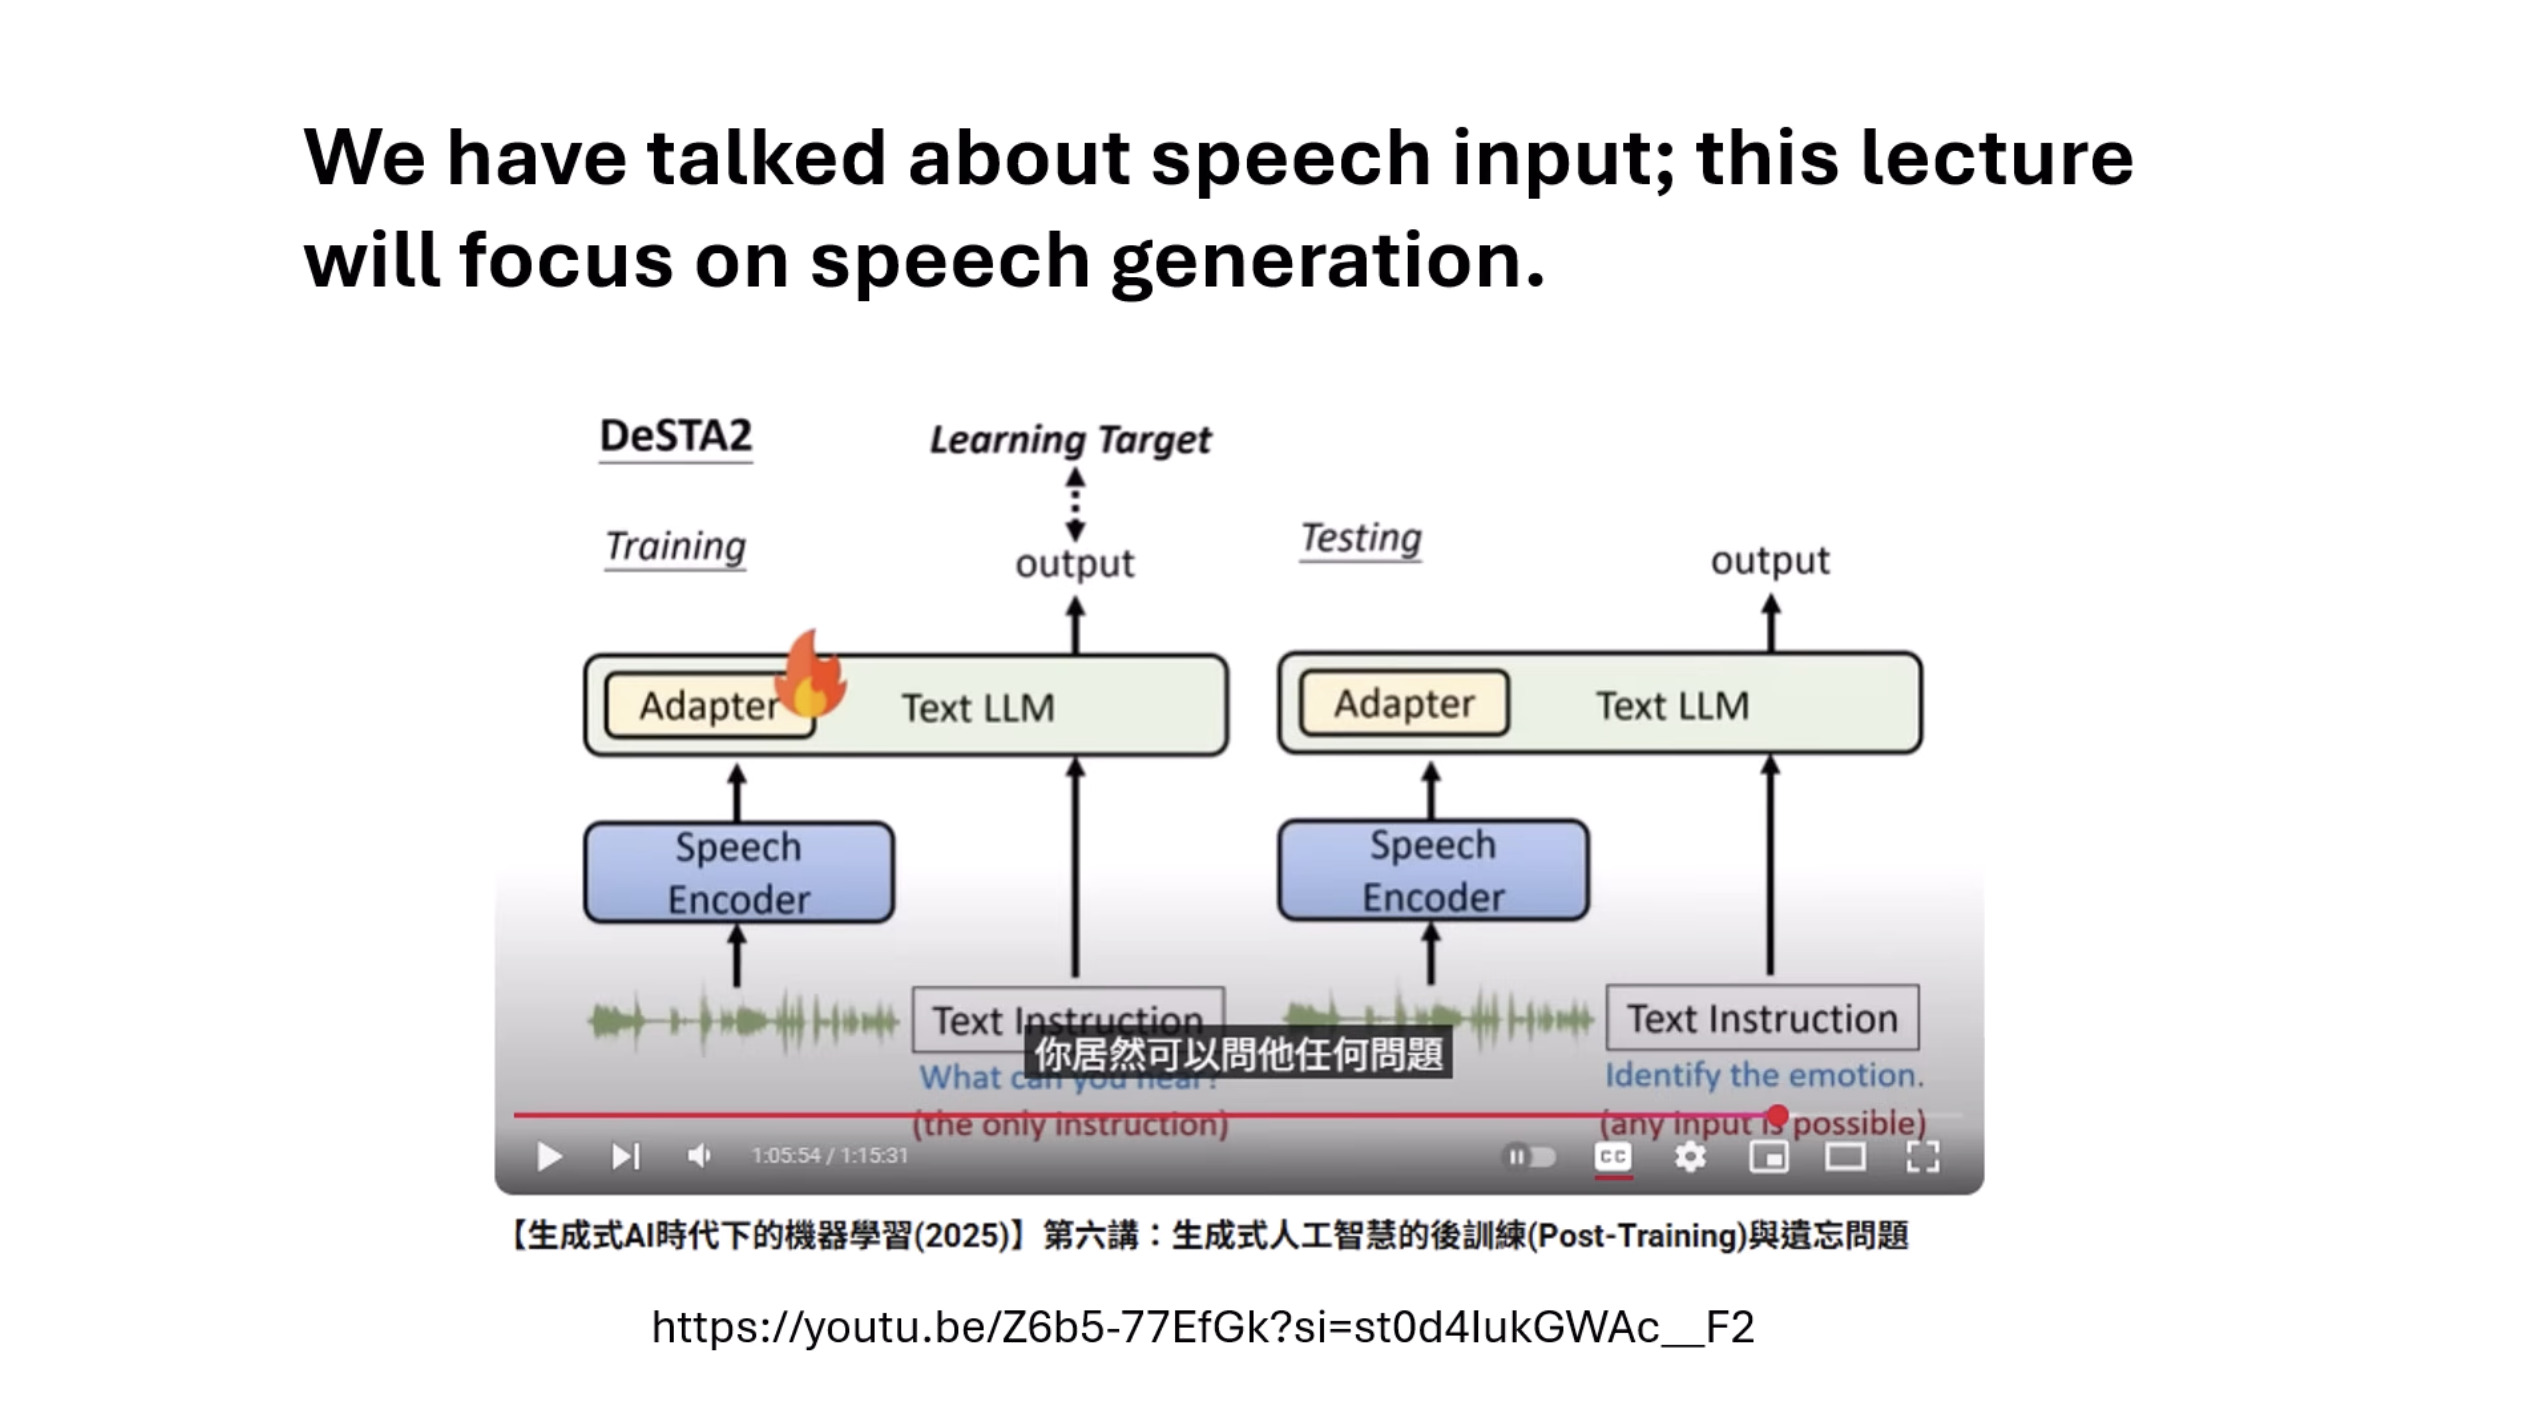 We have talked about speech input; this lecture
will focus on speech generation.
DeSTA2
Learning Target
Training
output
Adapter
Text LLM
Speech
Encoder
Text Instruction
What can you hear?
(the only instruction)
Testing
output
Adapter
Text LLM
Speech
Encoder
Text Instruction
Identify the emotion.
(any input is possible)
你居然可以問他任何問題
1:05:54 / 1:15:31
CC
【生成式AI時代下的機器學習(2025)】第六講：生成式人工智慧的後訓練(Post-Training)與遺忘問題
https://youtu.be/Z6b5-77EfGk?si=st0d4IukGWAc__F2